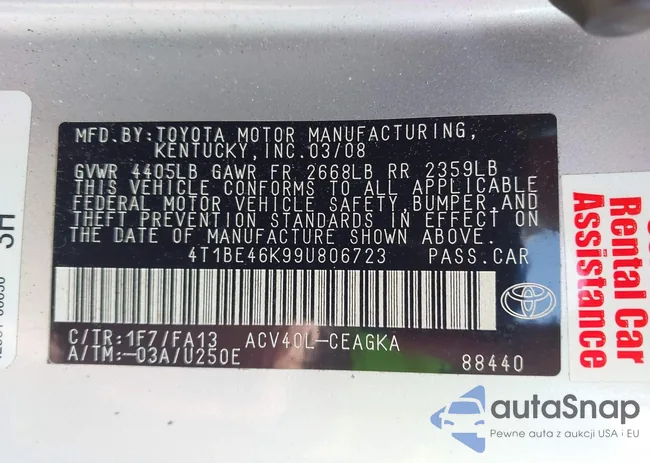 MFD.BY:TOYOTA MOTOR MANUFACTURING,
KENTUCKY, INC.03/08
GVWR 4405LB GAWR FR 2668LB RR 2359LB
THIS VEHICLE CONFORMS TO ALL APPLICABLE
FEDERAL MOTOR VEHICLE SAFETY, BUMPER, AND
THEFT PREVENTION STANDARDS IN EFFECT ON
THE DATE OF MANUFACTURE SHOWN ABOVE.
4T1BE46K99U806723 PASS.CAR
C/TR:1F7/FA13 ACV40L-CEAGKA
A/TM:-03A/U250E
88440
Rental Car
Assistance
autaSnap
Pewne auta z aukcji USA i EU